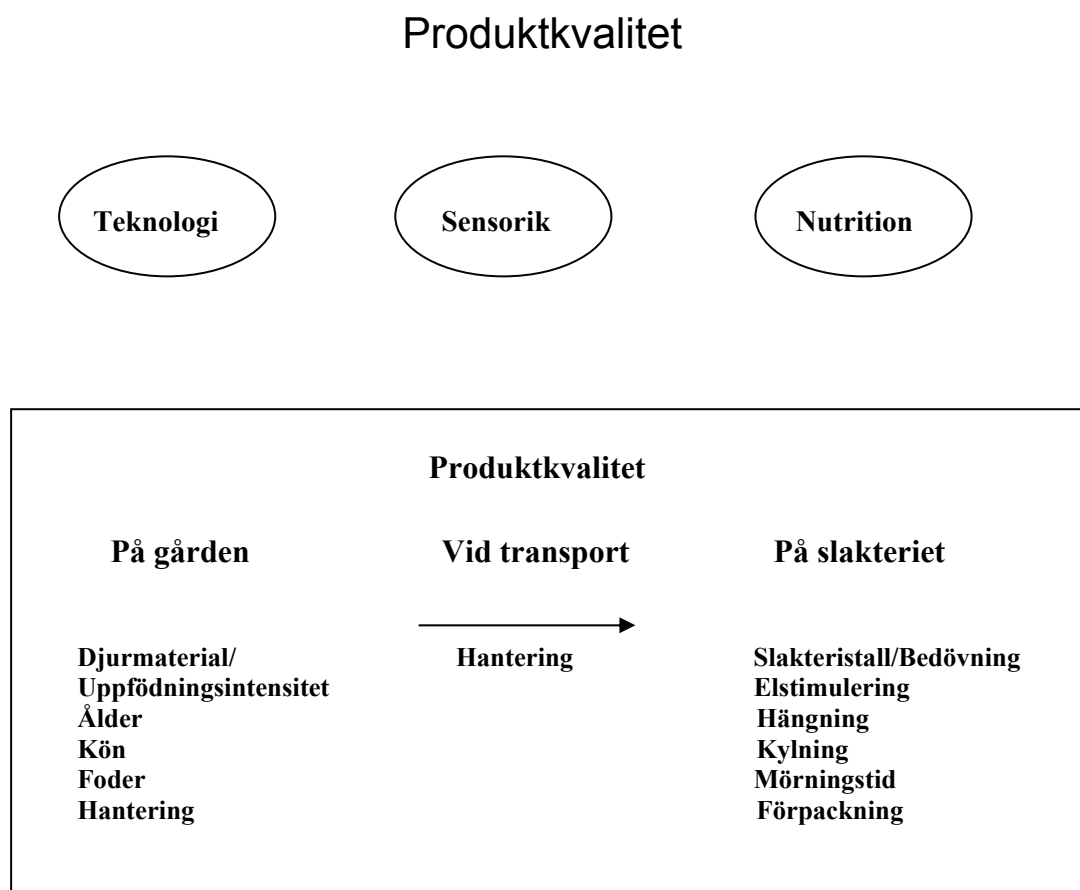 Produktkvalitet
Teknologi
Sensorik
Nutrition
Produktkvalitet
På gården
Vid transport
På slakteriet
Djurmaterial/
Uppfödningsintensitet
Ålder
Kön
Foder
Hantering
Hantering
Slakteristall/Bedövning
Elstimulering
Hängning
Kylning
Mörningstid
Förpackning